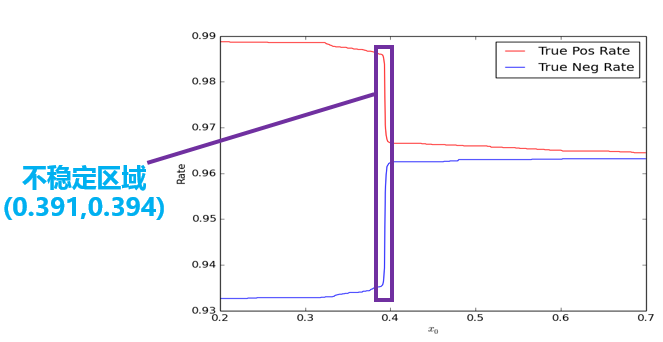 0.99
0.98
0.97
0.96
0.95
0.94
0.93
Rate
0.2
0.3
0.4
0.5
0.6
0.7
x₀
True Pos Rate
True Neg Rate
不稳定区域
(0.391,0.394)